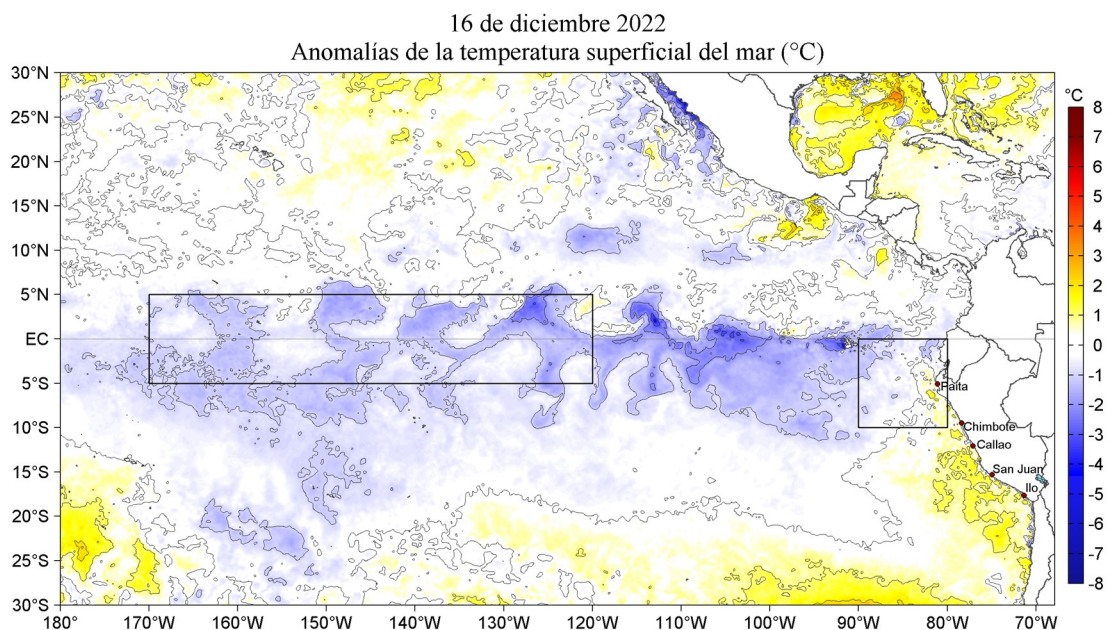 16 de diciembre 2022
Anomalías de la temperatura superficial del mar (°C)
30°N
25°N
20°N
15°N
10°N
5°N
EC
5°S
10°S
15°S
20°S
25°S
30°S
Paita
Chimbote
Callao
San Juan
Ilo
180 170°W 160°W 150°W 140°W 130°W 120°W 110°W 100°W 90°W 80°W 70°W
°C
8
7
6
5
4
3
2
1
0
-1
-2
-3
-4
-5
-6
-7
-8